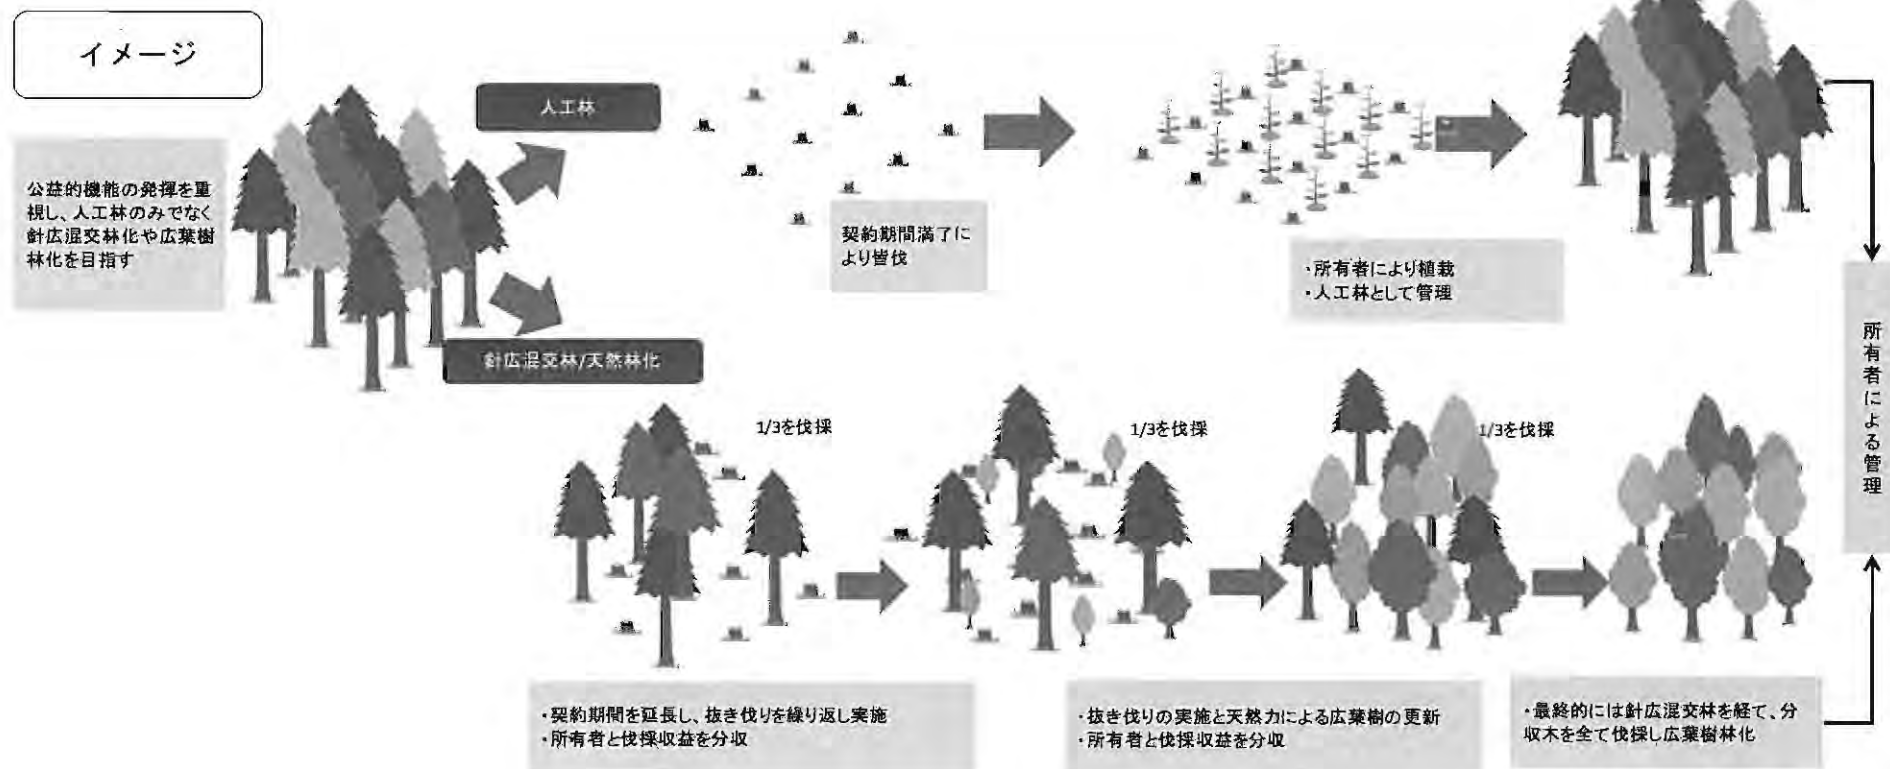 イメージ
公益的機能の発揮を重
視し、人工林のみでなく
針広混交林化や広葉樹
林化を目指す
人工林
契約期間満了に
より皆伐
・所有者により植栽
・人工林として管理
所有者による管理
針広混交林/天然林化
1/3を伐採
1/3を伐採
1/3を伐採
・契約期間を延長し、抜き伐りを繰り返し実施
・所有者と伐採収益を分収
・抜き伐りの実施と天然力による広葉樹の更新
・所有者と伐採収益を分収
・最終的には針広混交林を経て、分
収木を全て伐採し広葉樹林化